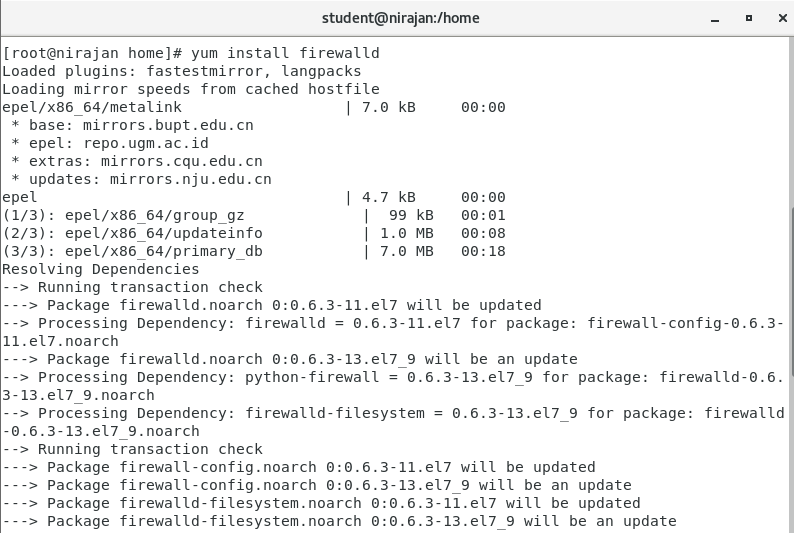 student@nirajan:/home
[root@nirajan home]# yum install firewalld
Loaded plugins: fastestmirror, langpacks
Loading mirror speeds from cached hostfile
epel/x86_64/metalink | 7.0 kB 00:00
* base: mirrors.bupt.edu.cn
* epel: repo.ugm.ac.id
* extras: mirrors.cqu.edu.cn
* updates: mirrors.nju.edu.cn
epel | 4.7 kB 00:00
(1/3): epel/x86_64/group_gz | 99 kB 00:01
(2/3): epel/x86_64/updateinfo | 1.0 MB 00:08
(3/3): epel/x86_64/primary_db | 7.0 MB 00:18
Resolving Dependencies
--> Running transaction check
---> Package firewalld.noarch 0:0.6.3-11.el7 will be updated
--> Processing Dependency: firewalld = 0.6.3-11.el7 for package: firewall-config-0.6.3-
11.el7.noarch
---> Package firewalld.noarch 0:0.6.3-13.el7_9 will be an update
--> Processing Dependency: python-firewall = 0.6.3-13.el7_9 for package: firewalld-0.6.
3-13.el7_9.noarch
--> Processing Dependency: firewalld-filesystem = 0.6.3-13.el7_9 for package: firewalld
-0.6.3-13.el7_9.noarch
--> Running transaction check
---> Package firewall-config.noarch 0:0.6.3-11.el7 will be updated
---> Package firewall-config.noarch 0:0.6.3-13.el7_9 will be an update
---> Package firewalld-filesystem.noarch 0:0.6.3-11.el7 will be updated
---> Package firewalld-filesystem.noarch 0:0.6.3-13.el7_9 will be an update